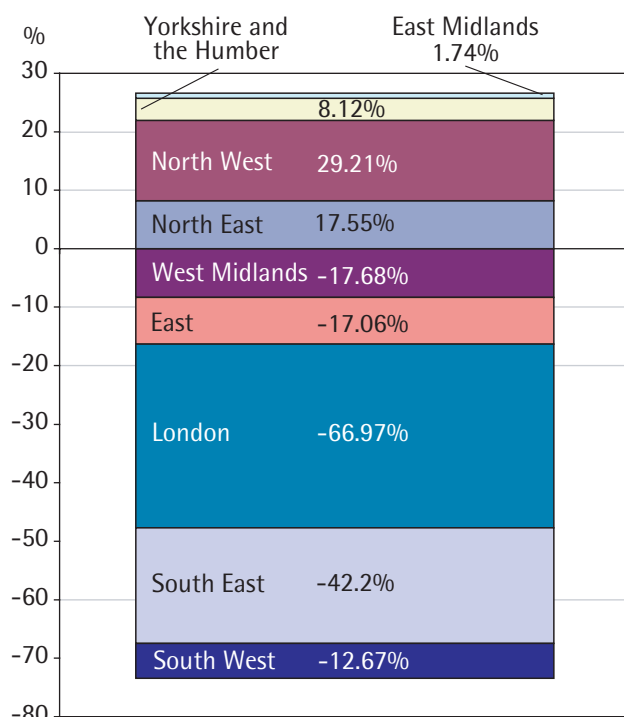 Yorkshire and
the Humber
East Midlands
1.74%
%
30
20
10
0
-10
-20
-30
-40
-50
-60
-70
-80
8.12%
North West 29.21%
North East 17.55%
West Midlands -17.68%
East -17.06%
London -66.97%
South East -42.2%
South West -12.67%